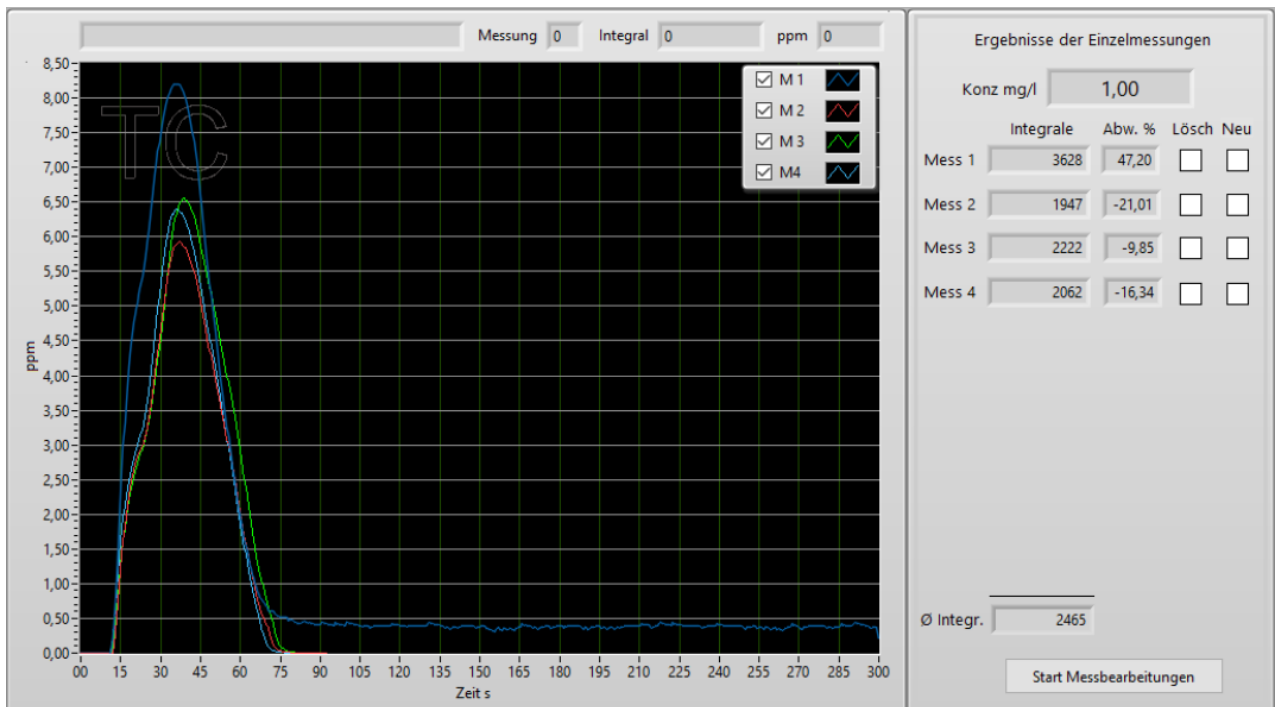 Messung 0 Integral 0 ppm 0
8,50
8,00
7,50
7,00
6,50
6,00
5,50
5,00
4,50
4,00
3,50
3,00
2,50
2,00
1,50
1,00
0,50
0,00
ppm
TC
M 1
M 2
M 3
M4
00 15 30 45 60 75 90 105 120 135 150 165 180 195 210 225 240 255 270 285 300
Zeit s
Ergebnisse der Einzelmessungen
Konz mg/l 1,00
Integrale Abw. % Lösch Neu
Mess 1 3628 47,20
Mess 2 1947 -21,01
Mess 3 2222 -9,85
Mess 4 2062 -16,34
Ø Integr. 2465
Start Messbearbeitungen